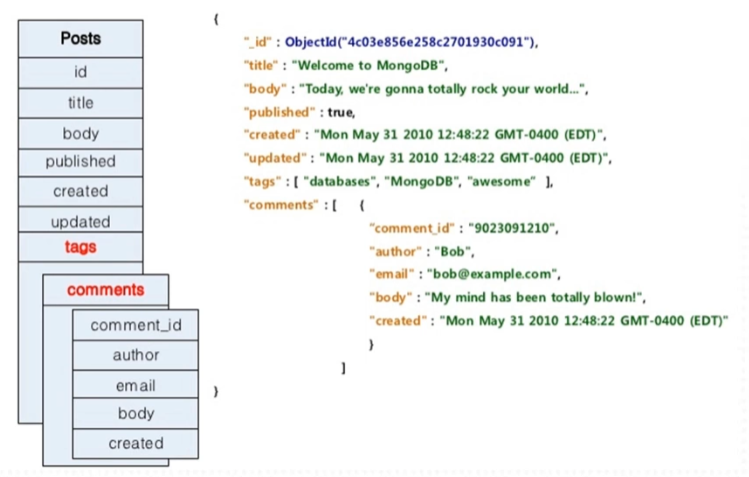 Posts
id
title
body
published
created
updated
tags
comments
comment_id
author
email
body
created
{
"_id" : ObjectId("4c03e856e258c2701930c091"),
"title" : "Welcome to MongoDB",
"body" : "Today, we're gonna totally rock your world...",
"published" : true,
"created" : "Mon May 31 2010 12:48:22 GMT-0400 (EDT)",
"updated" : "Mon May 31 2010 12:48:22 GMT-0400 (EDT)",
"tags" : [ "databases", "MongoDB", "awesome" ],
"comments" : [ {
"comment_id" : "9023091210",
"author" : "Bob",
"email" : "bob@example.com",
"body" : "My mind has been totally blown!",
"created" : "Mon May 31 2010 12:48:22 GMT-0400 (EDT)"
}
]
}